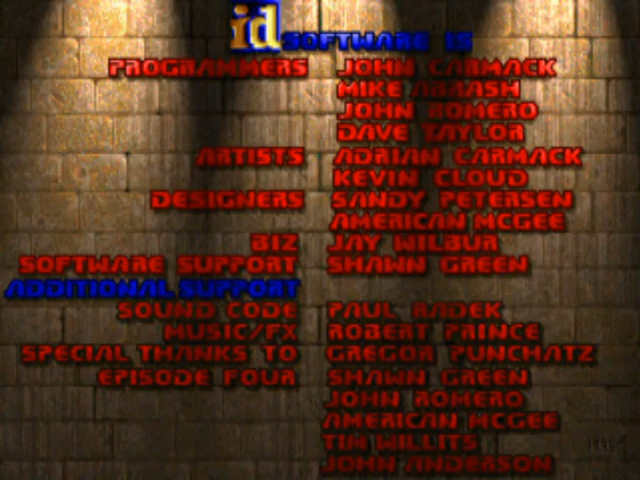 id SOFTWARE IS
PROGRAMMERS JOHN CARMACK
MIKE ABRASH
JOHN ROMERO
DAVE TAYLOR
ARTISTS ADRIAN CARMACK
KEVIN CLOUD
DESIGNERS SANDY PETERSEN
AMERICAN MCGEE
BIZ JAY WILBUR
SOFTWARE SUPPORT SHAWN GREEN
ADDITIONAL SUPPORT
SOUND CODE PAUL RADEK
MUSIC/FX ROBERT PRINCE
SPECIAL THANKS TO GREGOR PUNCHATZ
EPISODE FOUR SHAWN GREEN
JOHN ROMERO
AMERICAN MCGEE
TIM WILLITS
JOHN ANDERSON